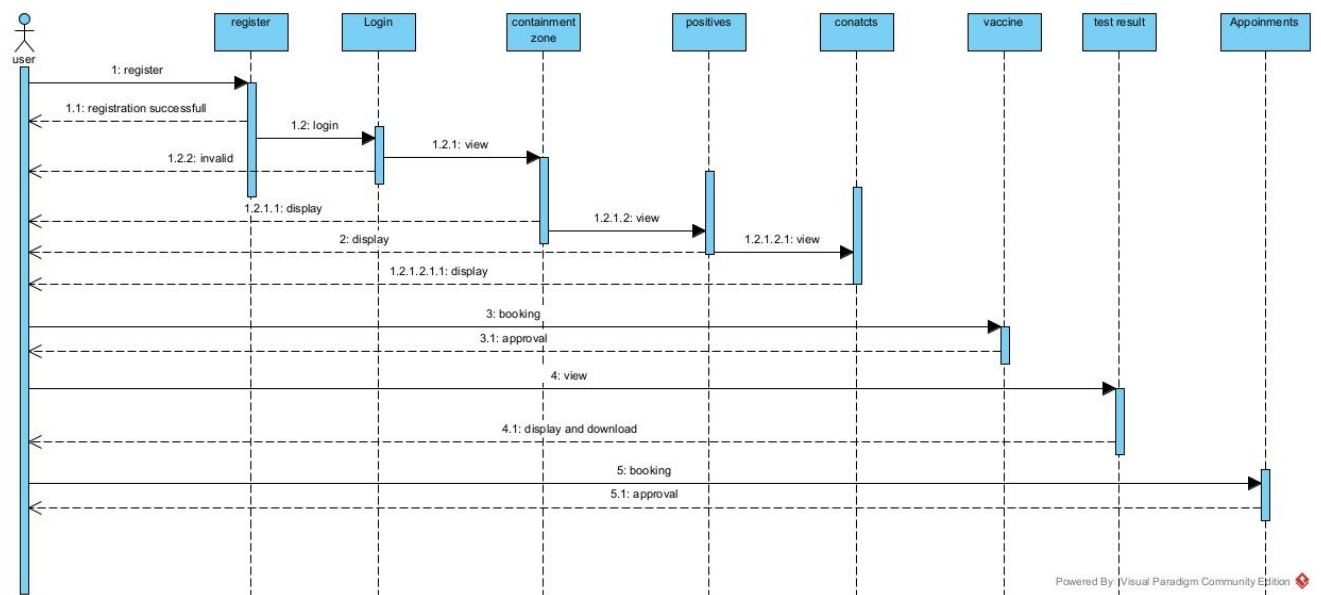 register
Login
containment
zone
positives
conatcts
vaccine
test result
Appoinments
user
1: register
1.1: registration successfull
1.2: login
1.2.1: view
1.2.2: invalid
1.2.1.1: display
1.2.1.2: view
2: display
1.2.1.2.1: view
1.2.1.2.1.1: display
3: booking
3.1: approval
4: view
4.1: display and download
5: booking
5.1: approval
Powered By Visual Paradigm Community Edition